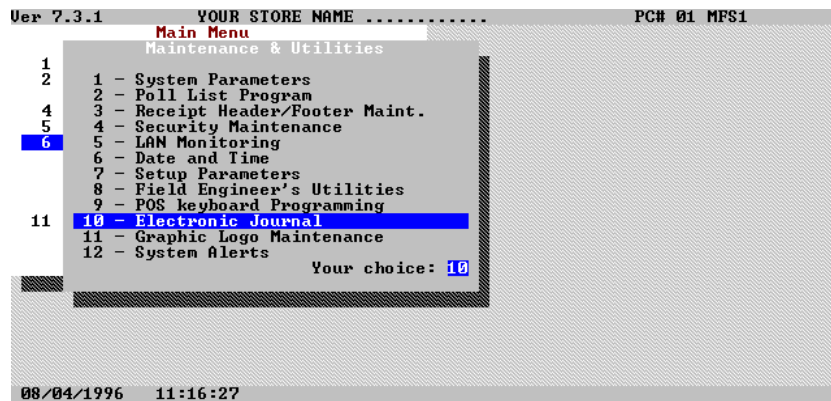 Ver 7.3.1 YOUR STORE NAME ............ PC# 01 MFS1
Main Menu
Maintenance & Utilities
1
2 1 - System Parameters
2 - Poll List Program
4 3 - Receipt Header/Footer Maint.
5 4 - Security Maintenance
6 5 - LAN Monitoring
6 - Date and Time
7 - Setup Parameters
8 - Field Engineer's Utilities
9 - POS keyboard Programming
11 10 - Electronic Journal
11 - Graphic Logo Maintenance
12 - System Alerts
Your choice: 10
08/04/1996 11:16:27